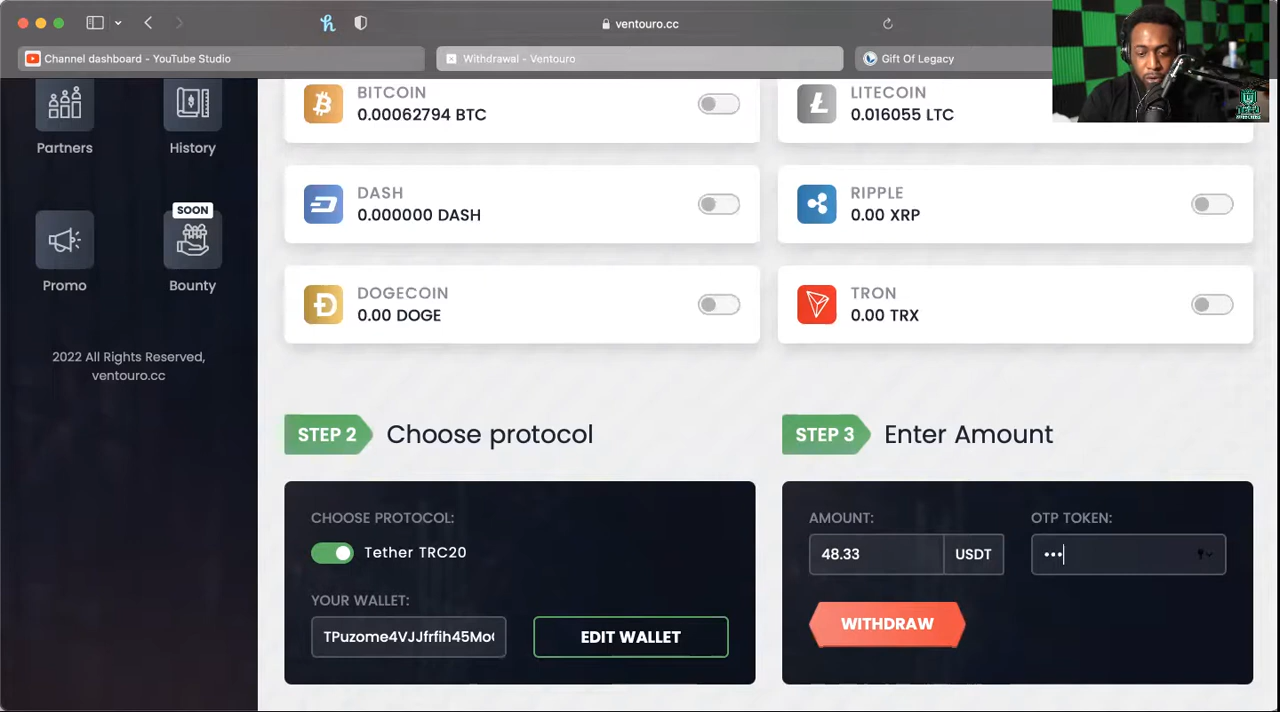 ventouro.cc
Channel dashboard - YouTube Studio
Withdrawal - Ventouro
Gift Of Legacy
Partners
History
SOON
Promo
Bounty
2022 All Rights Reserved,
ventouro.cc
BITCOIN
0.00062794 BTC
LITECOIN
0.016055 LTC
DASH
0.000000 DASH
RIPPLE
0.00 XRP
DOGECOIN
0.00 DOGE
TRON
0.00 TRX
STEP 2 Choose protocol
CHOOSE PROTOCOL:
Tether TRC20
YOUR WALLET:
TPuzome4VJJfrfih45Mo
EDIT WALLET
STEP 3 Enter Amount
AMOUNT:
48.33 USDT
OTP TOKEN:
•••
WITHDRAW